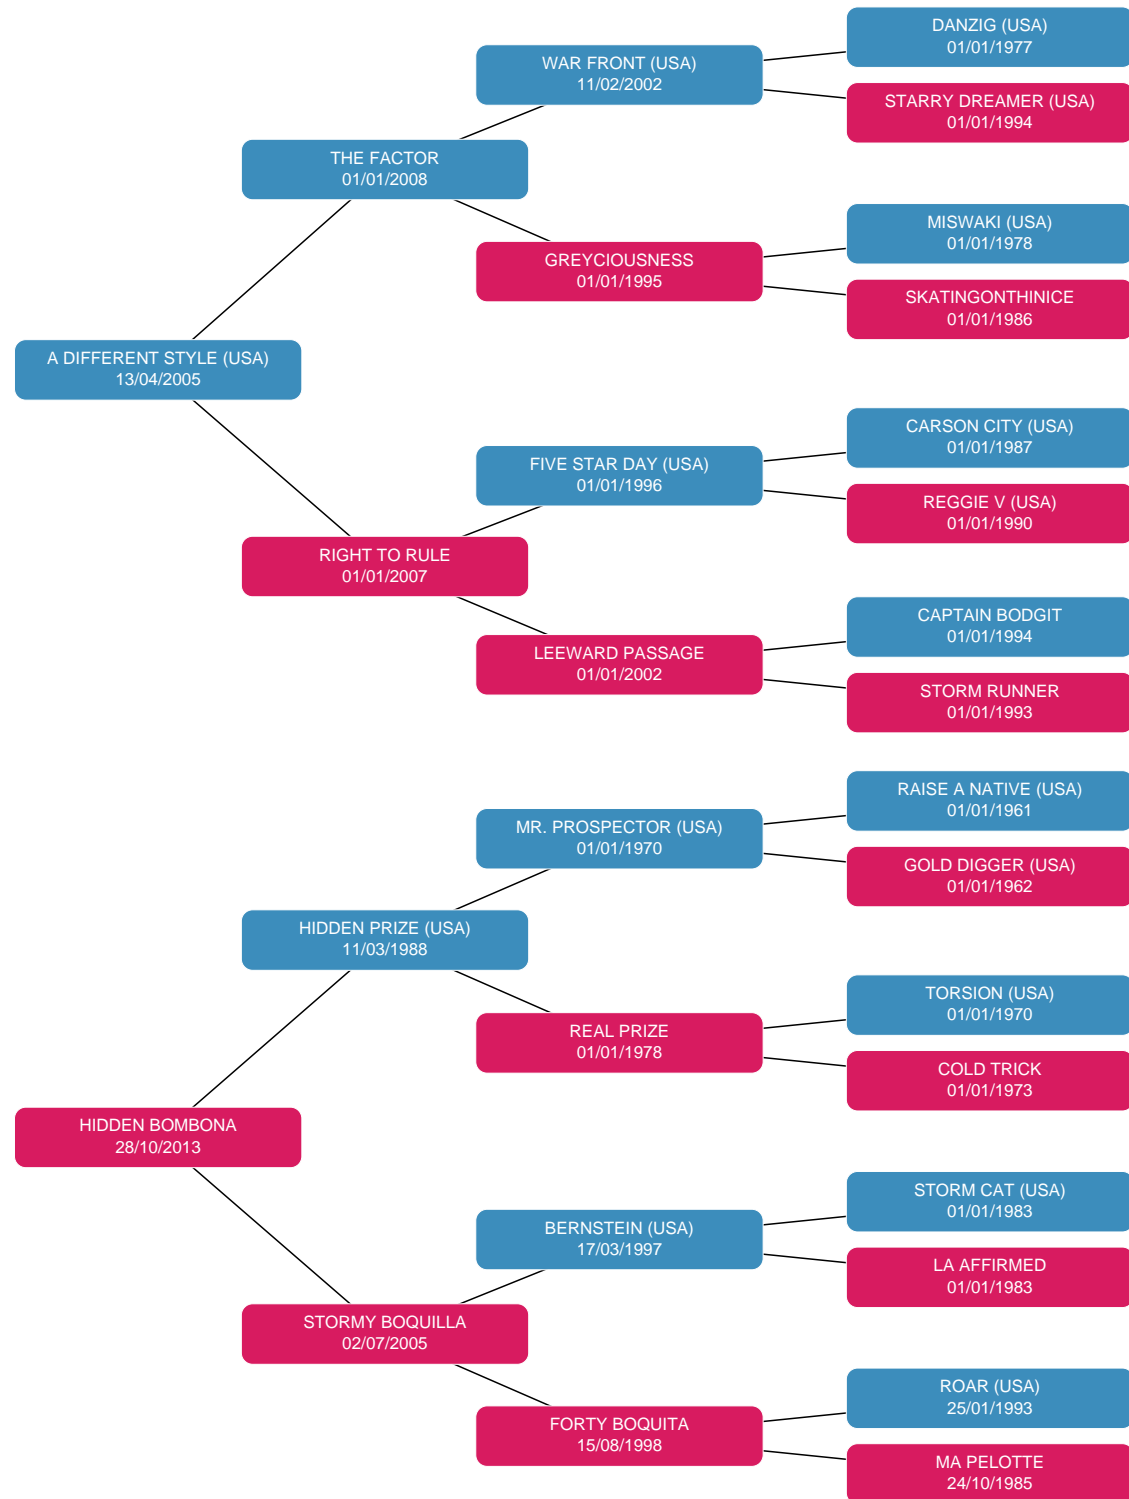 DANZIG (USA)
01/01/1977
WAR FRONT (USA)
11/02/2002
STARRY DREAMER (USA)
01/01/1994
THE FACTOR
01/01/2008
MISWAKI (USA)
01/01/1978
GREYCIOUSNESS
01/01/1995
SKATINGONTHINICE
01/01/1986
A DIFFERENT STYLE (USA)
13/04/2005
CARSON CITY (USA)
01/01/1987
FIVE STAR DAY (USA)
01/01/1996
REGGIE V (USA)
01/01/1990
RIGHT TO RULE
01/01/2007
CAPTAIN BODGIT
01/01/1994
LEEWARD PASSAGE
01/01/2002
STORM RUNNER
01/01/1993
RAISE A NATIVE (USA)
01/01/1961
MR. PROSPECTOR (USA)
01/01/1970
GOLD DIGGER (USA)
01/01/1962
HIDDEN PRIZE (USA)
11/03/1988
TORSION (USA)
01/01/1970
REAL PRIZE
01/01/1978
COLD TRICK
01/01/1973
HIDDEN BOMBONA
28/10/2013
STORM CAT (USA)
01/01/1983
BERNSTEIN (USA)
17/03/1997
LA AFFIRMED
01/01/1983
STORMY BOQUILLA
02/07/2005
ROAR (USA)
25/01/1993
FORTY BOQUITA
15/08/1998
MA PELOTTE
24/10/1985